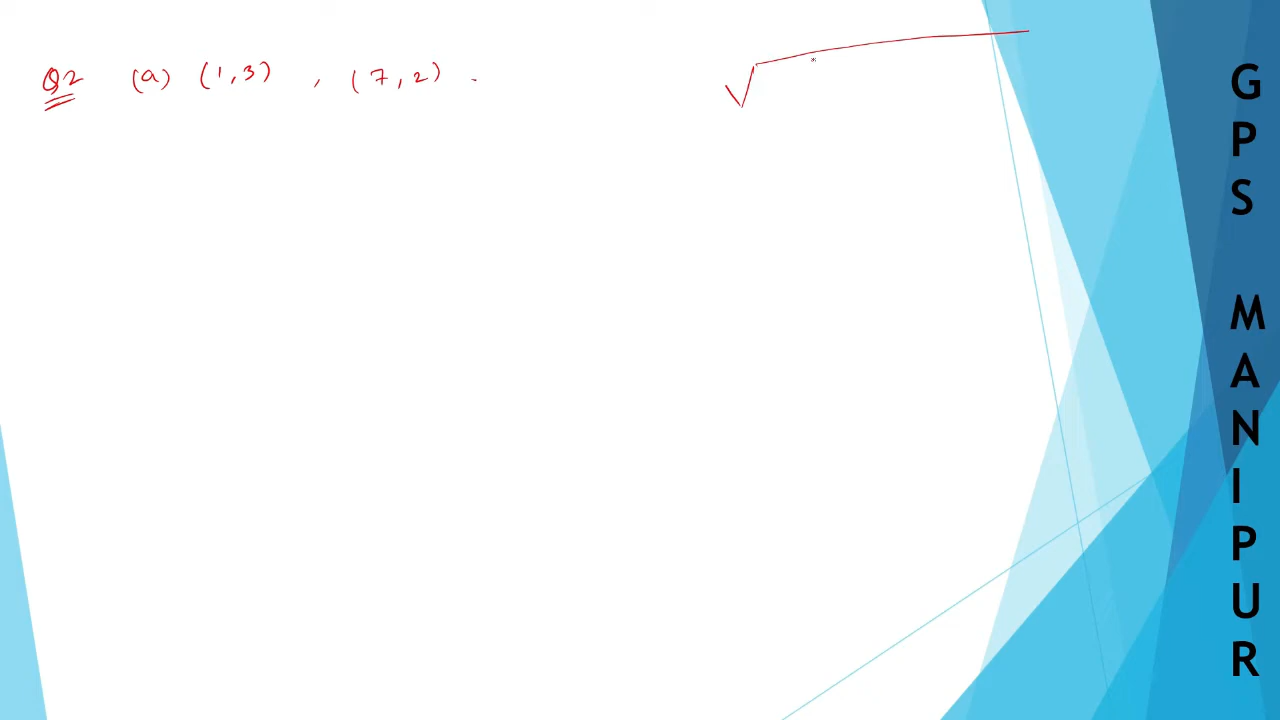 Q2 (a) (1,3) , (7,2) .
√
GPS MANIPUR